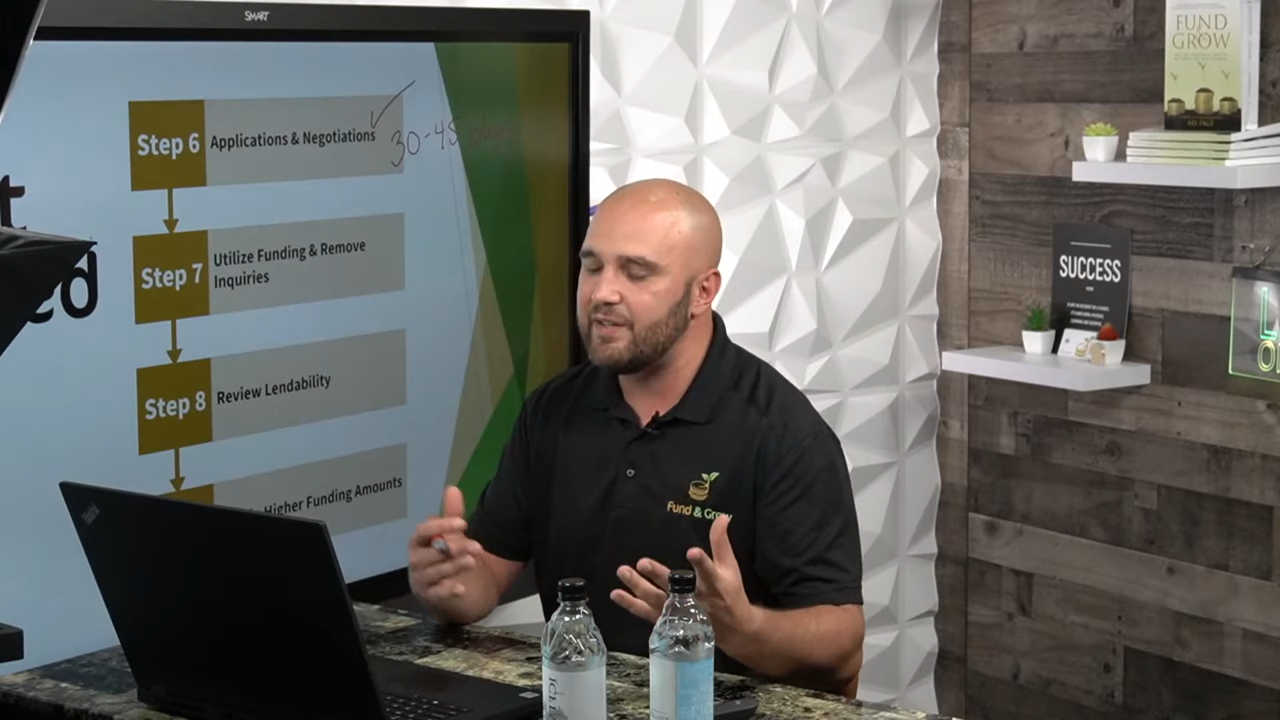 SMART
Step 6
Applications & Negotiations
30-45 days
Step 7
Utilize Funding & Remove
Inquiries
Step 8
Review Lendability
Higher Funding Amounts
Fund & Grow
FUND
&
GROW
SUCCESS